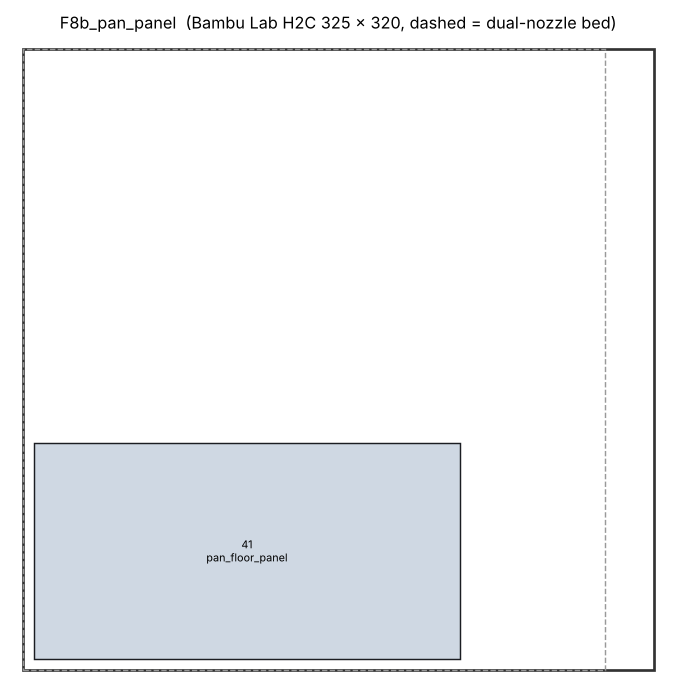 F8b_pan_panel (Bambu Lab H2C 325 × 320, dashed = dual-nozzle bed)
41
pan_floor_panel